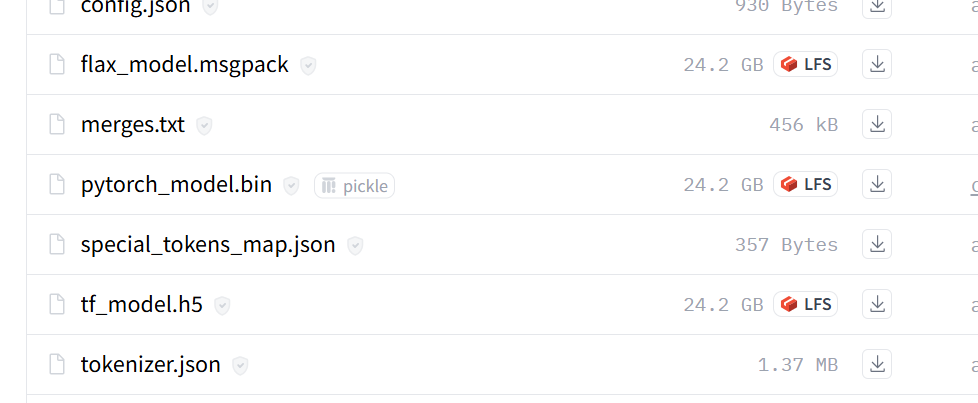 config.json 930 Bytes
flax_model.msgpack 24.2 GB LFS
merges.txt 456 kB
pytorch_model.bin pickle 24.2 GB LFS
special_tokens_map.json 357 Bytes
tf_model.h5 24.2 GB LFS
tokenizer.json 1.37 MB